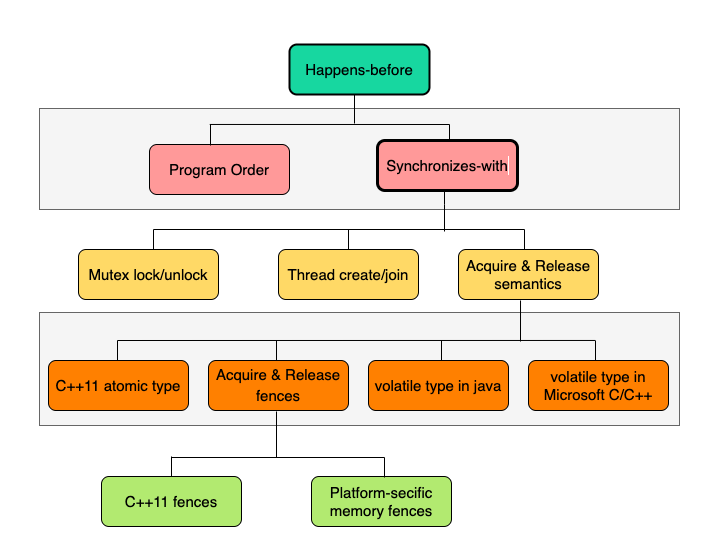 Happens-before
Program Order
Synchronizes-with
Mutex lock/unlock
Thread create/join
Acquire & Release
semantics
C++11 atomic type
Acquire & Release
fences
volatile type in java
volatile type in
Microsoft C/C++
C++11 fences
Platform-secific
memory fences